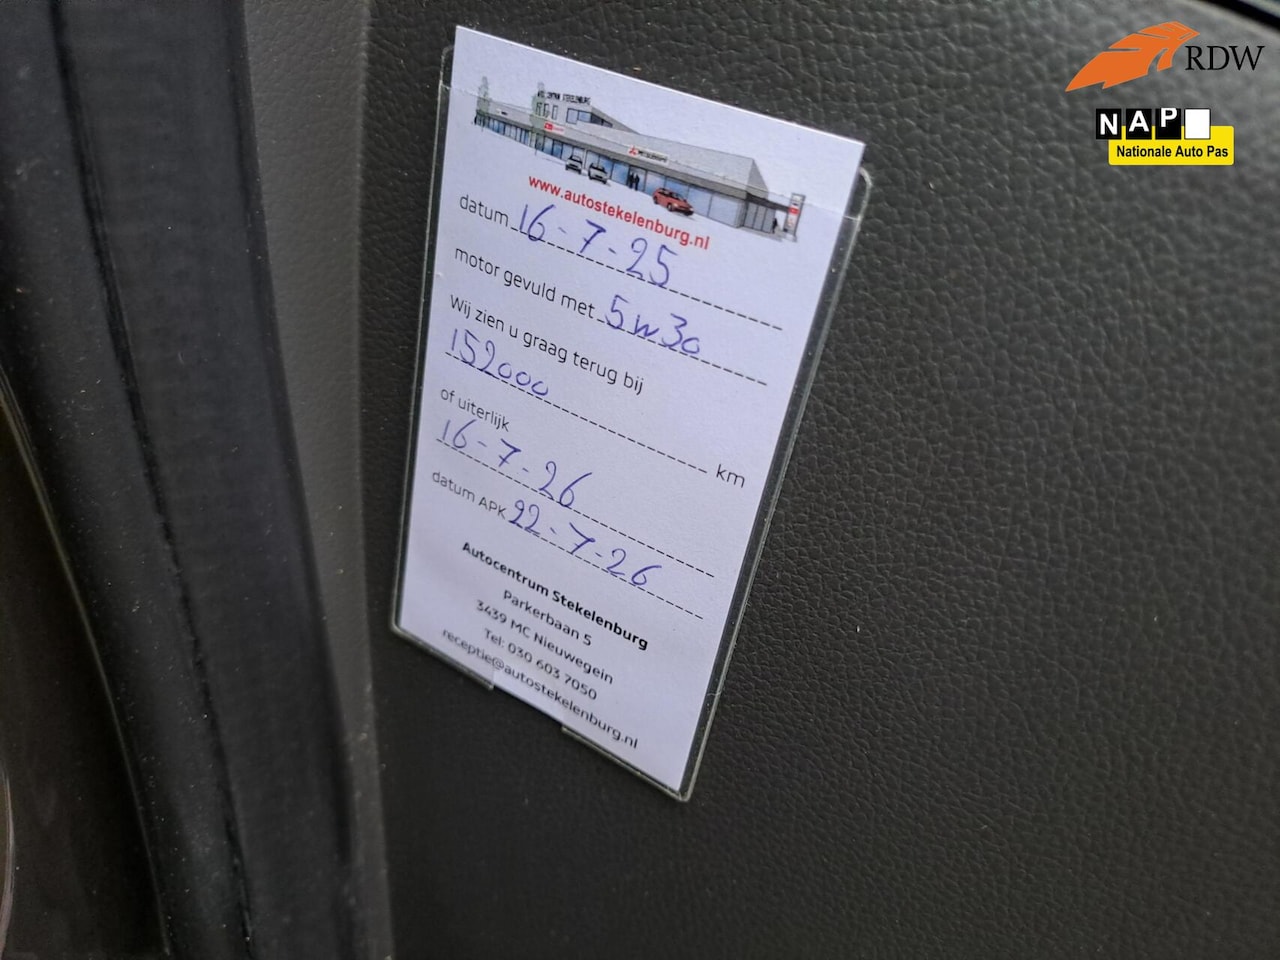 RDW
NAP
Nationale Auto Pas
www.autostekelenburg.nl
datum 16-7-25
motor gevuld met 5w30
Wij zien u graag terug bij
152000 km
of uiterlijk
16-7-26
datum APK 22-7-26
Autocentrum Stekelenburg
Parkerbaan 5
3439 MC Nieuwegein
Tel: 030 603 7050
receptie@autostekelenburg.nl